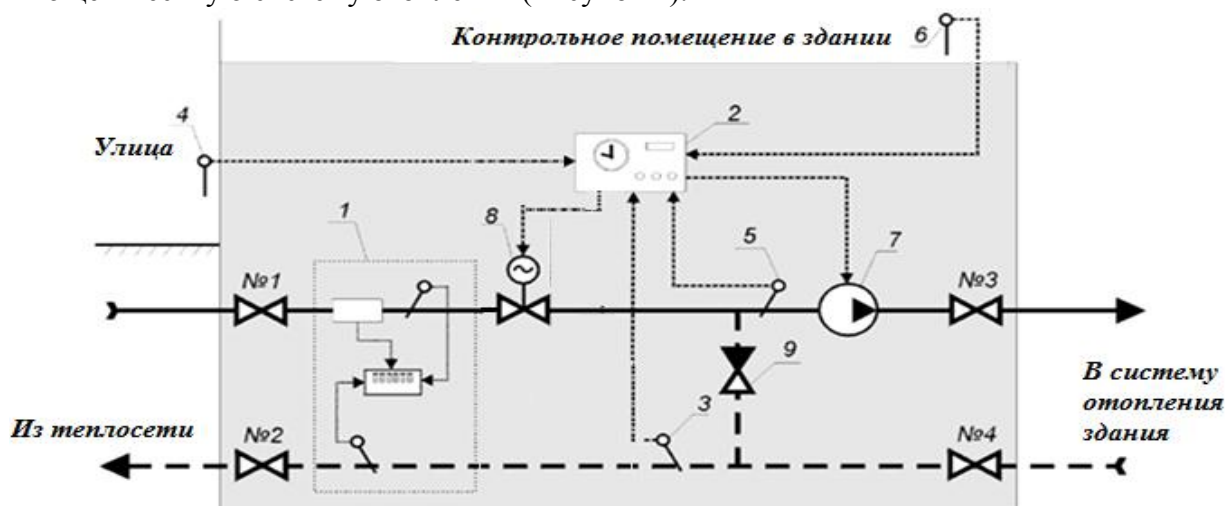 Контрольное помещение в здании
6
4
2
Улица
1
8
5
7
№1
№3
9
В систему
отопления
здания
3
Из теплосети
№2
№4